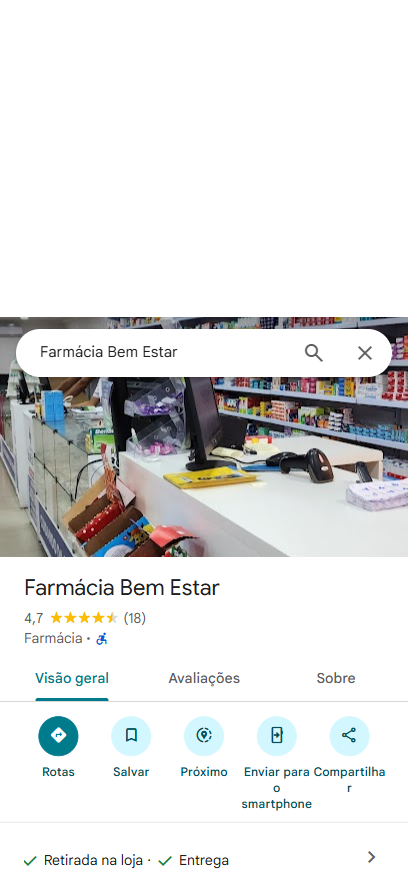 Farmácia Bem Estar
Farmácia Bem Estar
4,7 (18)
Farmácia ·
Visão geral Avaliações Sobre
Rotas Salvar Próximo Enviar para o smartphone Compartilhar
Retirada na loja · Entrega